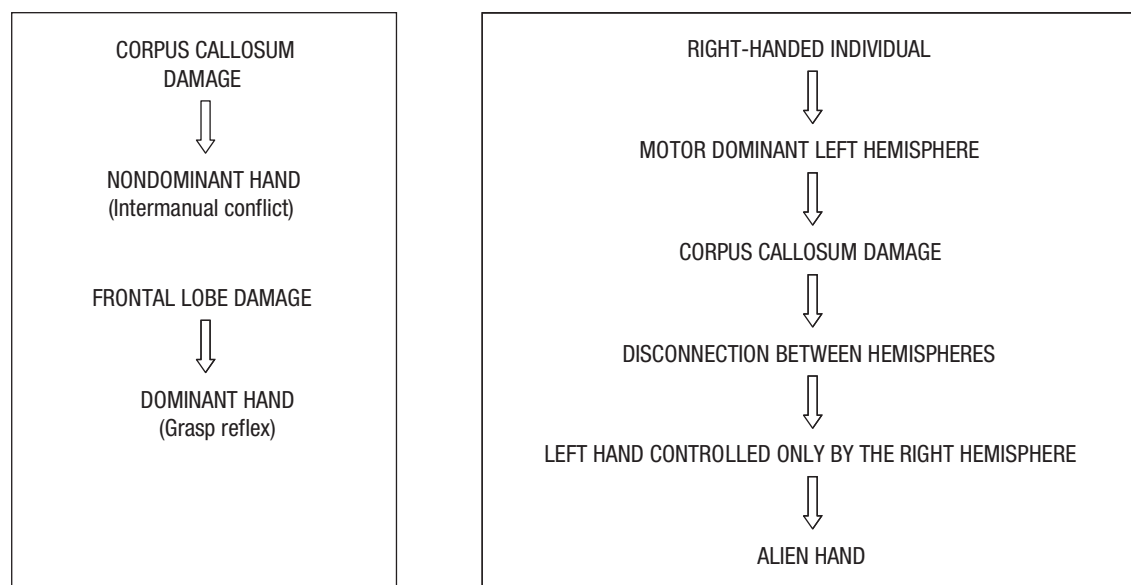 CORPUS CALLOSUM
DAMAGE
NONDOMINANT HAND
(Intermanual conflict)
FRONTAL LOBE DAMAGE
DOMINANT HAND
(Grasp reflex)
RIGHT-HANDED INDIVIDUAL
MOTOR DOMINANT LEFT HEMISPHERE
CORPUS CALLOSUM DAMAGE
DISCONNECTION BETWEEN HEMISPHERES
LEFT HAND CONTROLLED ONLY BY THE RIGHT HEMISPHERE
ALIEN HAND